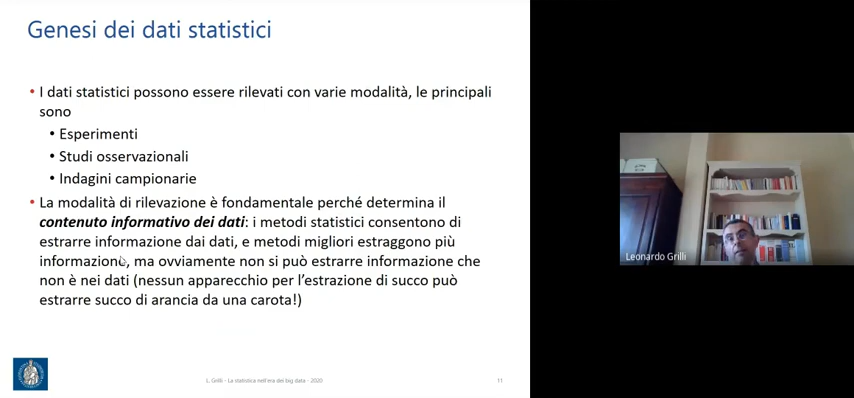 Genesi dei dati statistici
• I dati statistici possono essere rilevati con varie modalità, le principali
sono
• Esperimenti
• Studi osservazionali
• Indagini campionarie
• La modalità di rilevazione è fondamentale perché determina il
contenuto informativo dei dati: i metodi statistici consentono di
estrarre informazione dai dati, e metodi migliori estraggono più
informazione, ma ovviamente non si può estrarre informazione che
non è nei dati (nessun apparecchio per l'estrazione di succo può
estrarre succo di arancia da una carota!)
L. Grilli - La statistica nell'era dei big data - 2020
11
Leonardo Grilli